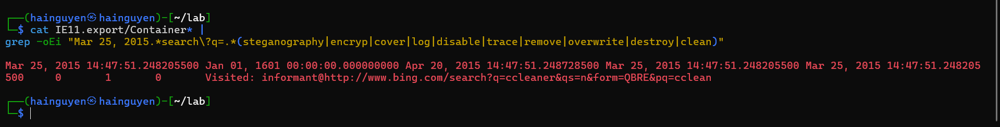 ┌──(hainguyen㉿hainguyen)-[~/lab]
└─$ cat IE11.export/Container* |
grep -oEi "Mar 25, 2015.*search\?q=.*(steganography|encryp|cover|log|disable|trace|remove|overwrite|destroy|clean)"
Mar 25, 2015 14:47:51.248205500 Jan 01, 1601 00:00:00.000000000 Apr 20, 2015 14:47:51.248728500 Mar 25, 2015 14:47:51.248205500 Mar 25, 2015 14:47:51.248205
500     0       1       0       Visited: informant@http://www.bing.com/search?q=ccleaner&qs=n&form=QBRE&pq=cclean
┌──(hainguyen㉿hainguyen)-[~/lab]
└─$